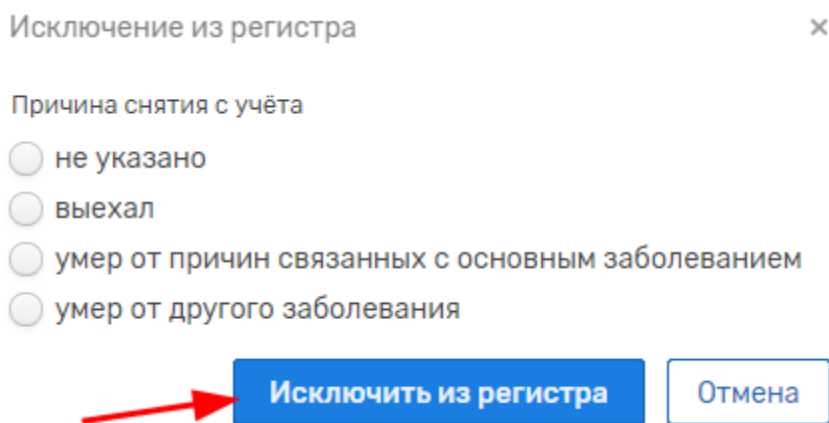 Исключение из регистра ×
Причина снятия с учёта
не указано
выехал
умер от причин связанных с основным заболеванием
умер от другого заболевания
Исключить из регистра Отмена